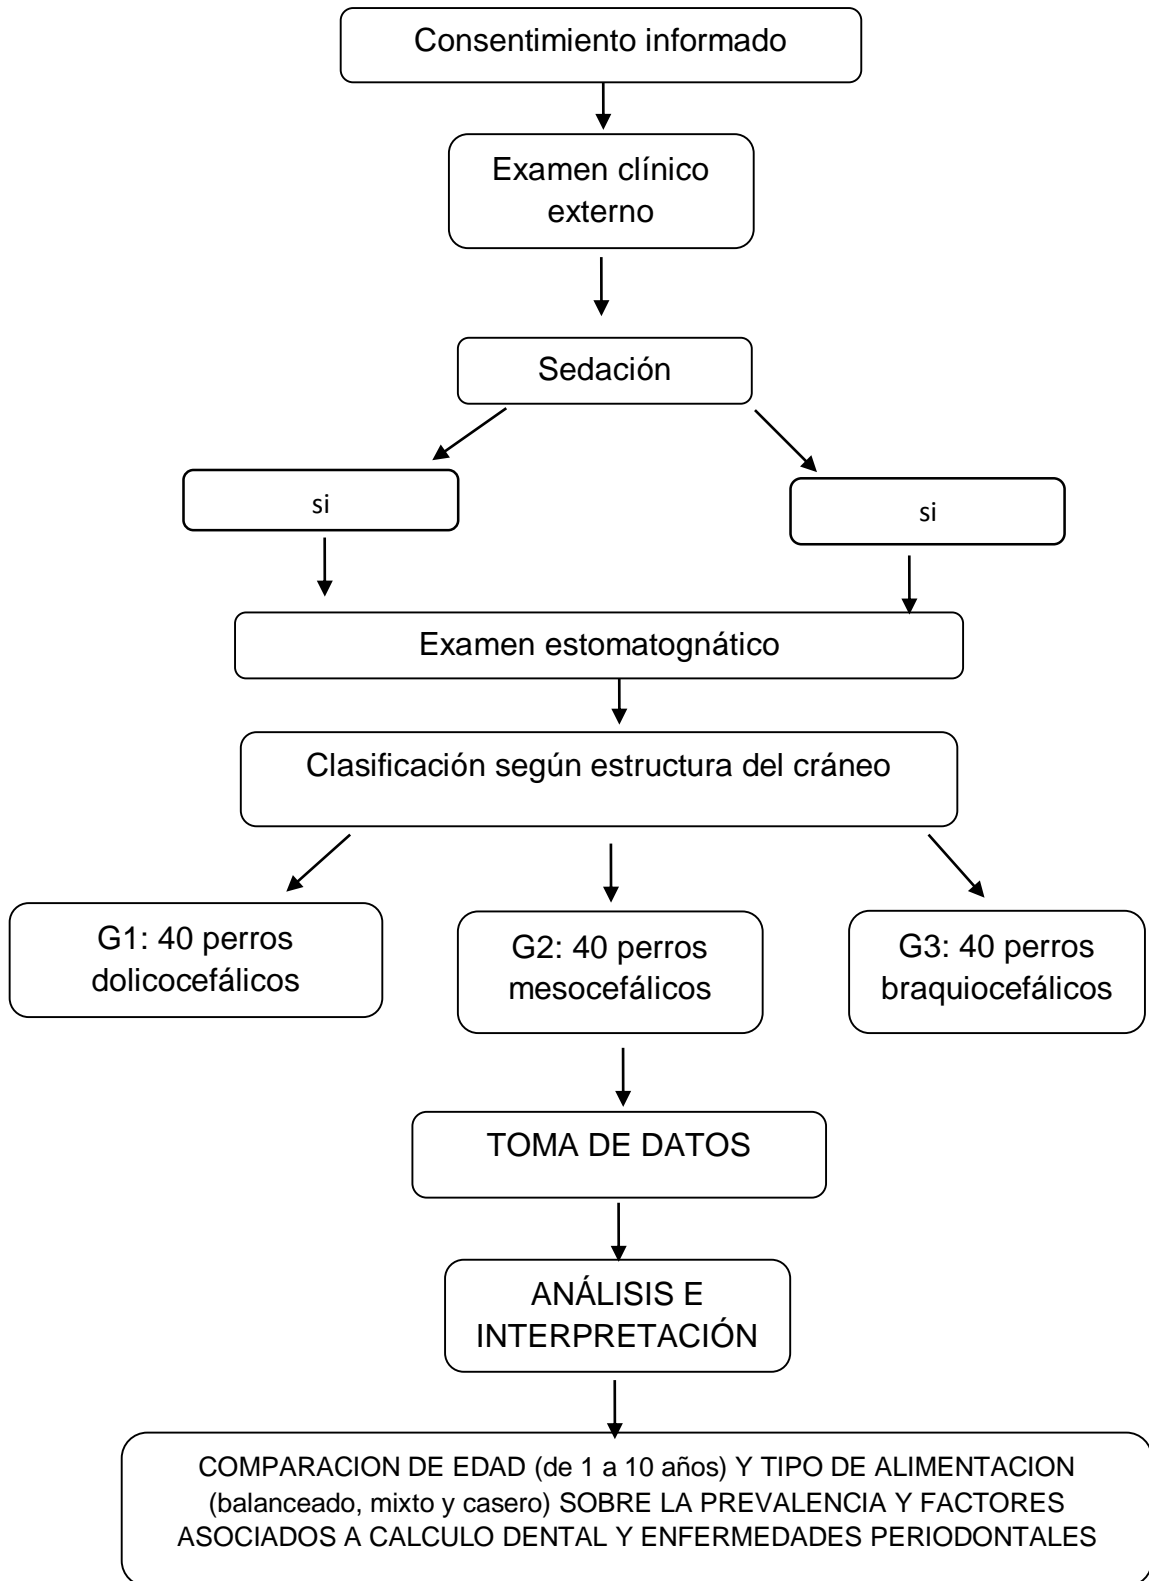 Consentimiento informado
Examen clínico
externo
Sedación
si
si
Examen estomatognático
Clasificación según estructura del cráneo
G1: 40 perros
dolicocefálicos
G2: 40 perros
mesocefálicos
G3: 40 perros
braquiocefálicos
TOMA DE DATOS
ANÁLISIS E
INTERPRETACIÓN
COMPARACION DE EDAD (de 1 a 10 años) Y TIPO DE ALIMENTACION
(balanceado, mixto y casero) SOBRE LA PREVALENCIA Y FACTORES
ASOCIADOS A CALCULO DENTAL Y ENFERMEDADES PERIODONTALES